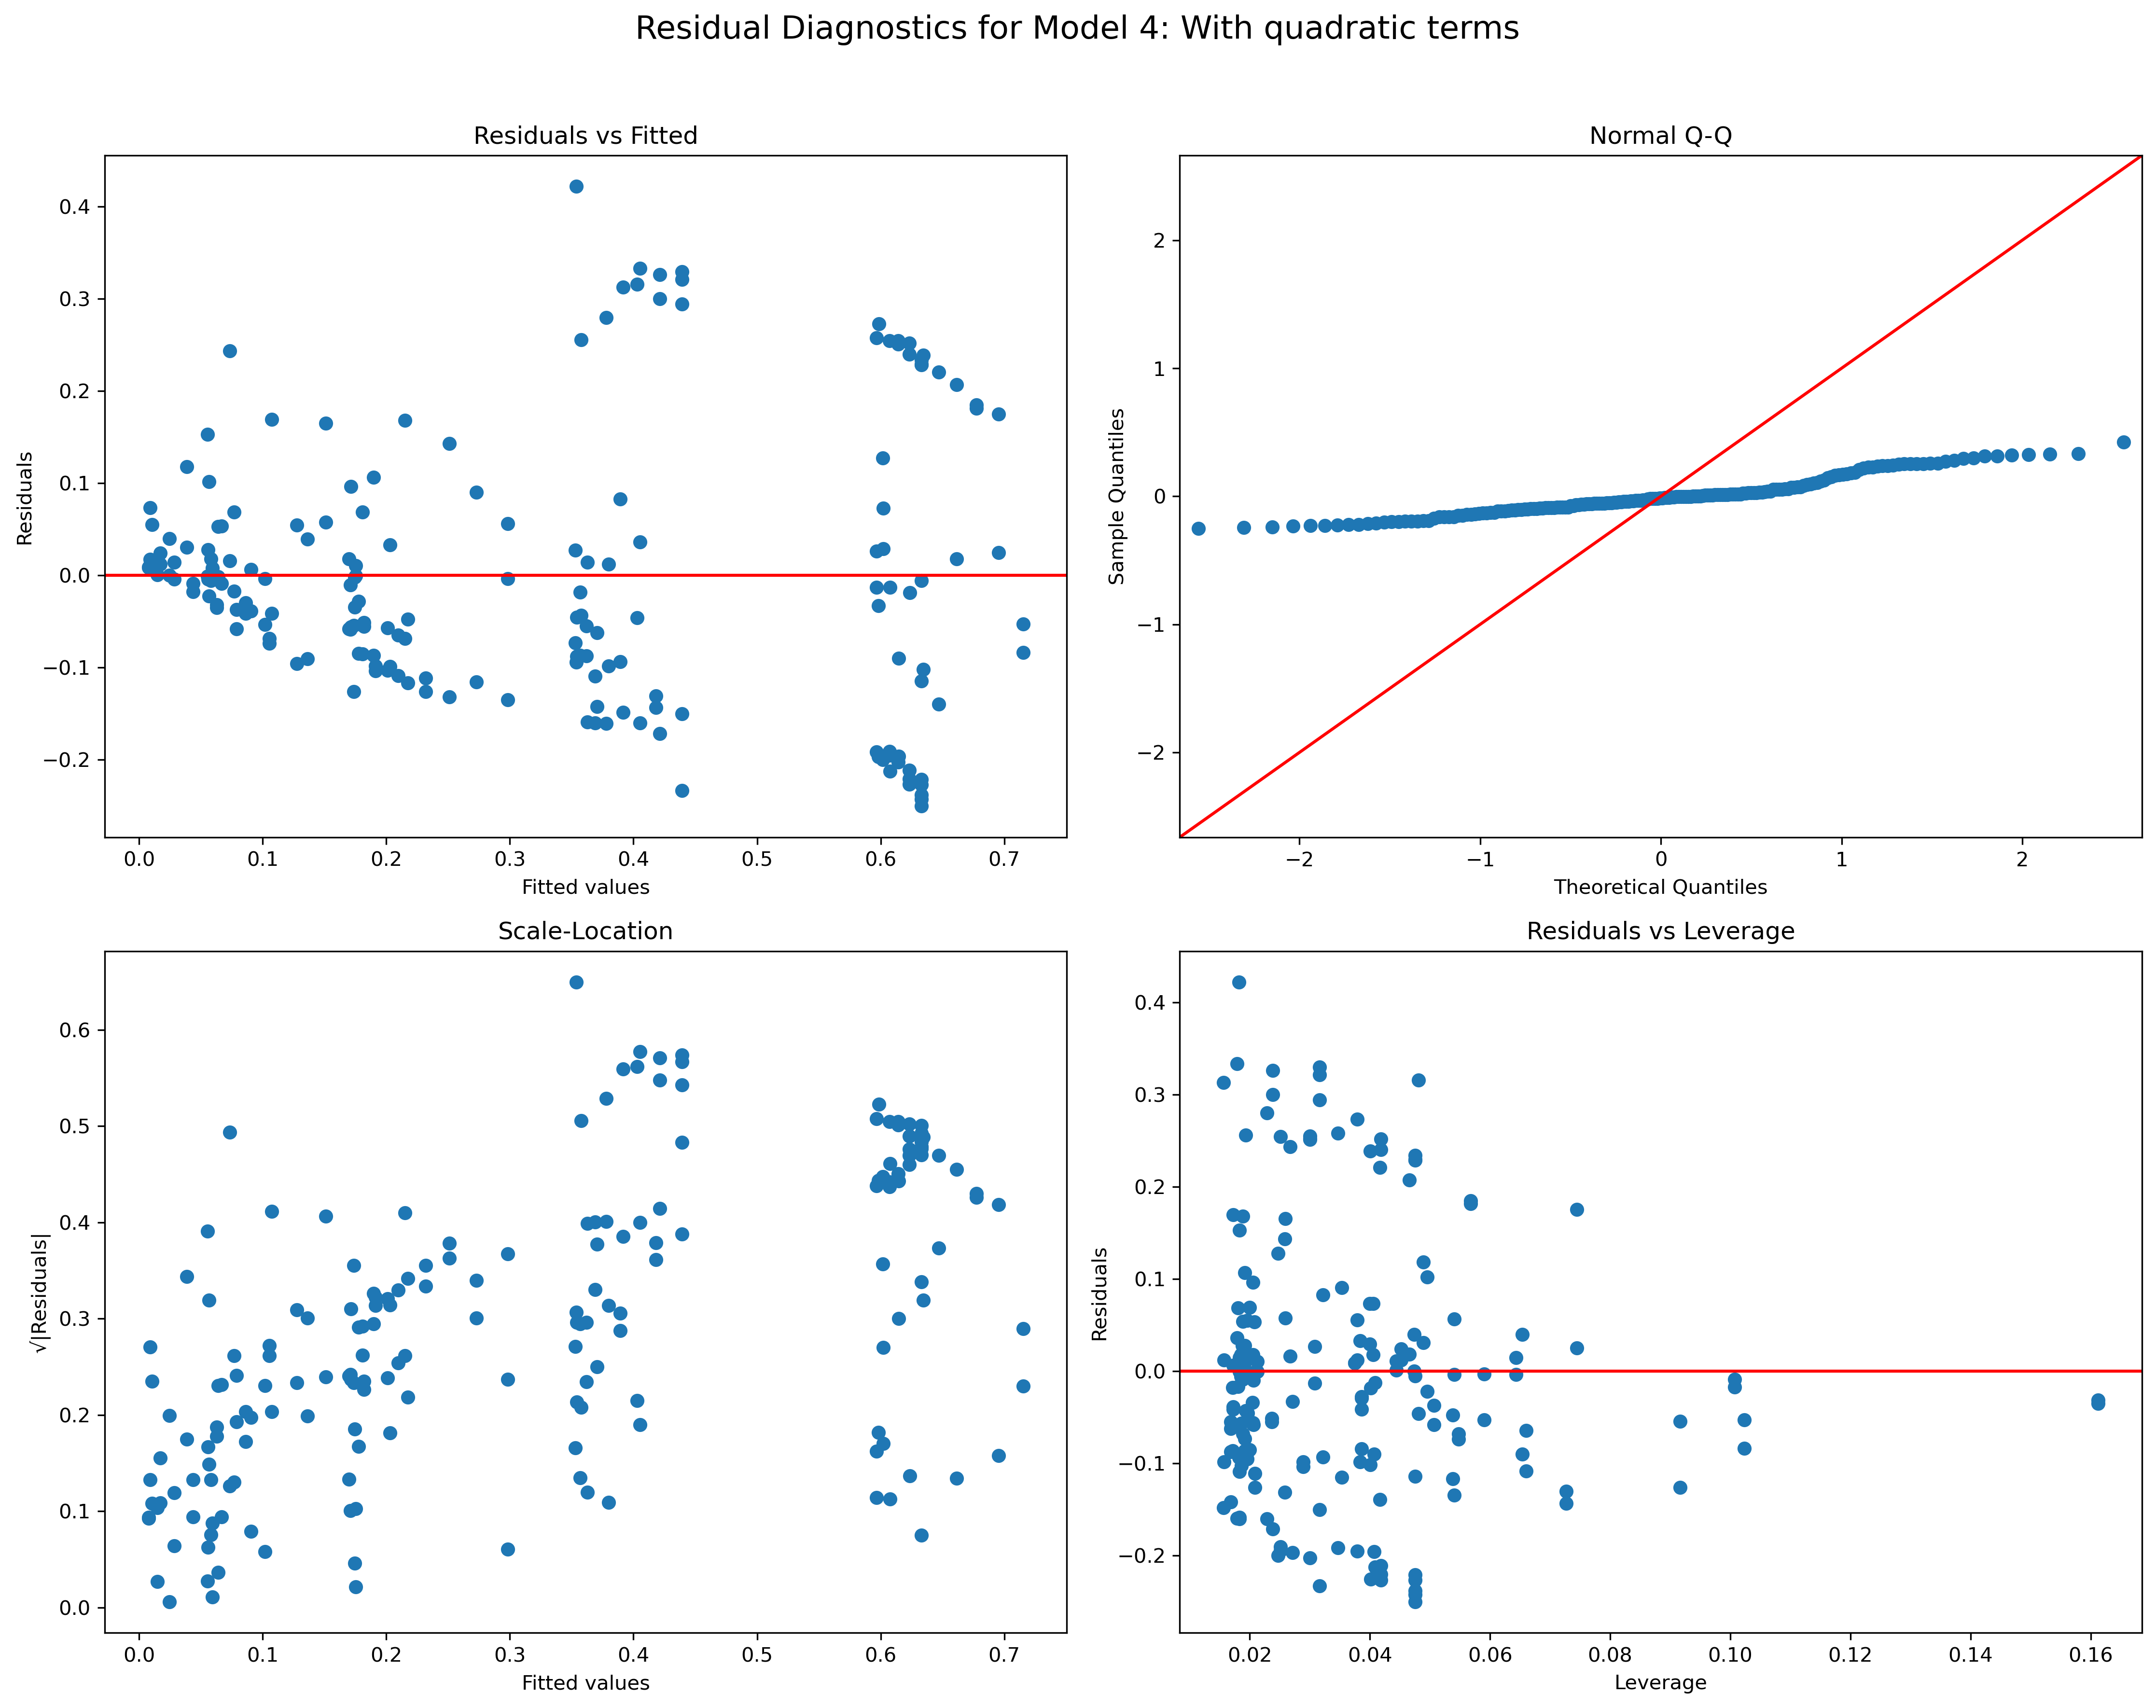 Residual Diagnostics for Model 4: With quadratic terms
Residuals vs Fitted
0.4
0.3
0.2
0.1
0.0
−0.1
−0.2
Residuals
0.0 0.1 0.2 0.3 0.4 0.5 0.6 0.7
Fitted values
Normal Q-Q
2
1
0
−1
−2
Sample Quantiles
−2 −1 0 1 2
Theoretical Quantiles
Scale-Location
0.6
0.5
0.4
0.3
0.2
0.1
0.0
√|Residuals|
0.0 0.1 0.2 0.3 0.4 0.5 0.6 0.7
Fitted values
Residuals vs Leverage
0.4
0.3
0.2
0.1
0.0
−0.1
−0.2
Residuals
0.02 0.04 0.06 0.08 0.10 0.12 0.14 0.16
Leverage